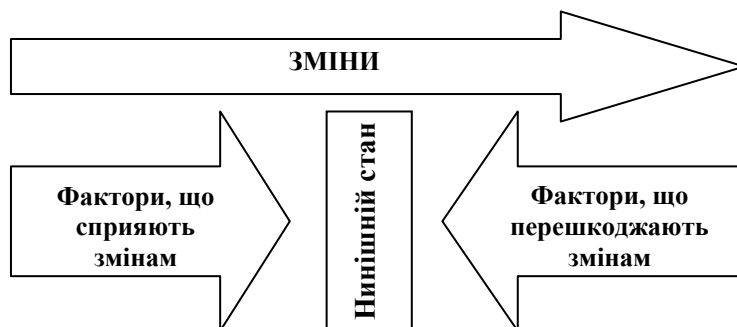 ЗМІНИ
Фактори, що
сприяють
змінам
Нинішній стан
Фактори, що
перешкоджають
змінам